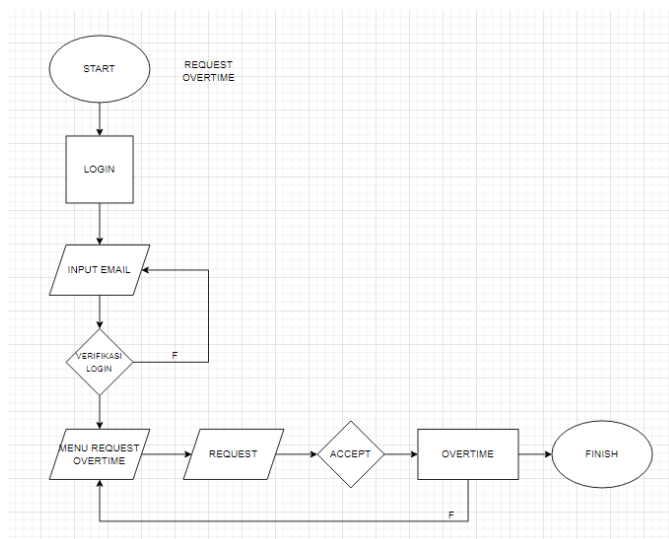 START
REQUEST
OVERTIME
LOGIN
INPUT EMAIL
VERIFIKASI
LOGIN
F
MENU REQUEST
OVERTIME
REQUEST
ACCEPT
OVERTIME
FINISH
F